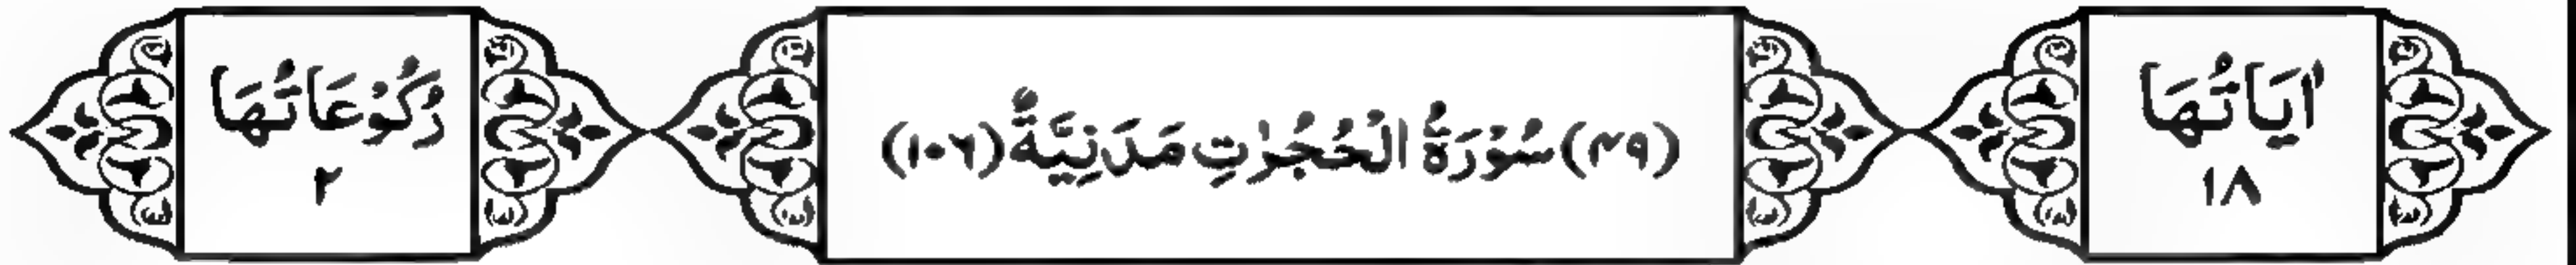 اٰيَاتُهَا
١٨
(٤٩) سُوْرَةُ الْحُجُرٰتِ مَدَنِيَّةٌ (١٠٦)
رُكُوْعَاتُهَا
٢